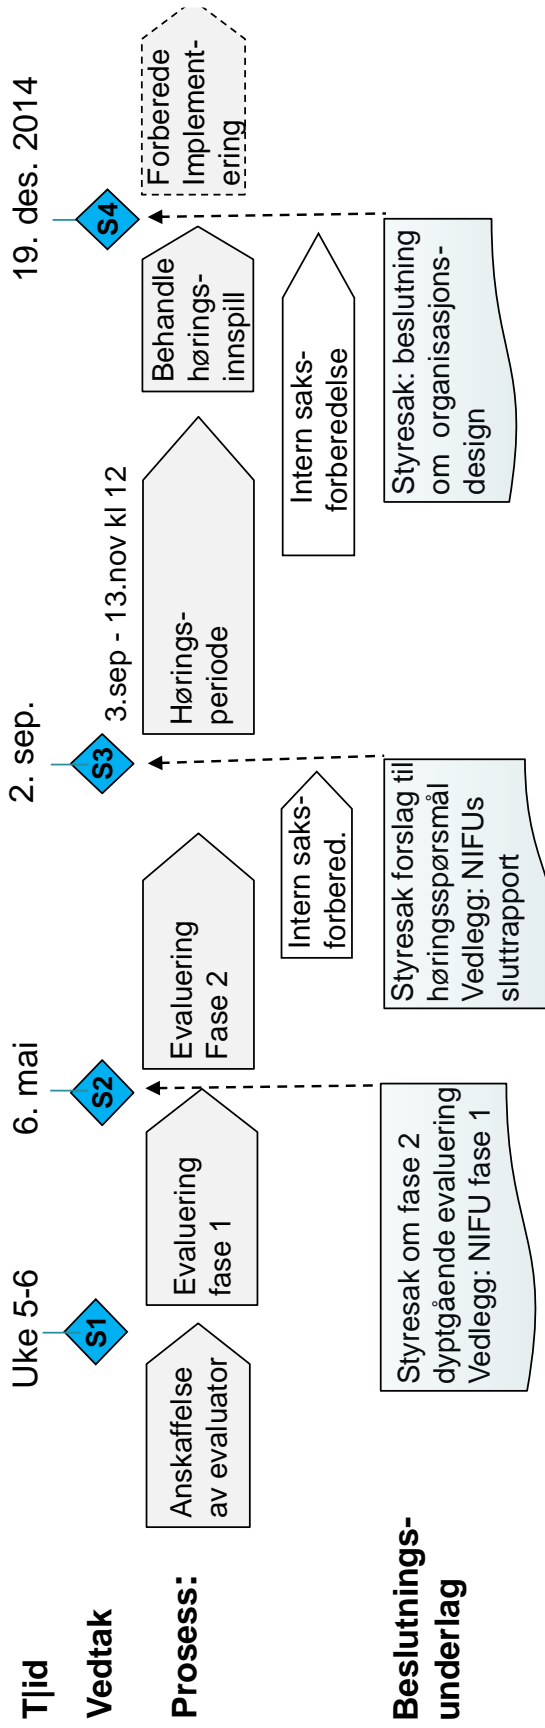 T|id
Uke 5-6
6. mai
2. sep.
19. des. 2014
Vedtak
S1
S2
S3
S4
3.sep - 13.nov kl 12
Prosess:
Anskaffelse
av evaluator
Evaluering
fase 1
Evaluering
Fase 2
Hørings-
periode
Behandle
hørings-
innspill
Forberede
Implement-
ering
Intern saks-
forbered.
Intern saks-
forberedelse
Beslutnings-
underlag
Styresak om fase 2
dyptgående evaluering
Vedlegg: NIFU fase 1
Styresak forslag til
høringsspørsmål
Vedlegg: NIFUs
sluttrapport
Styresak: beslutning
om organisasjons-
design